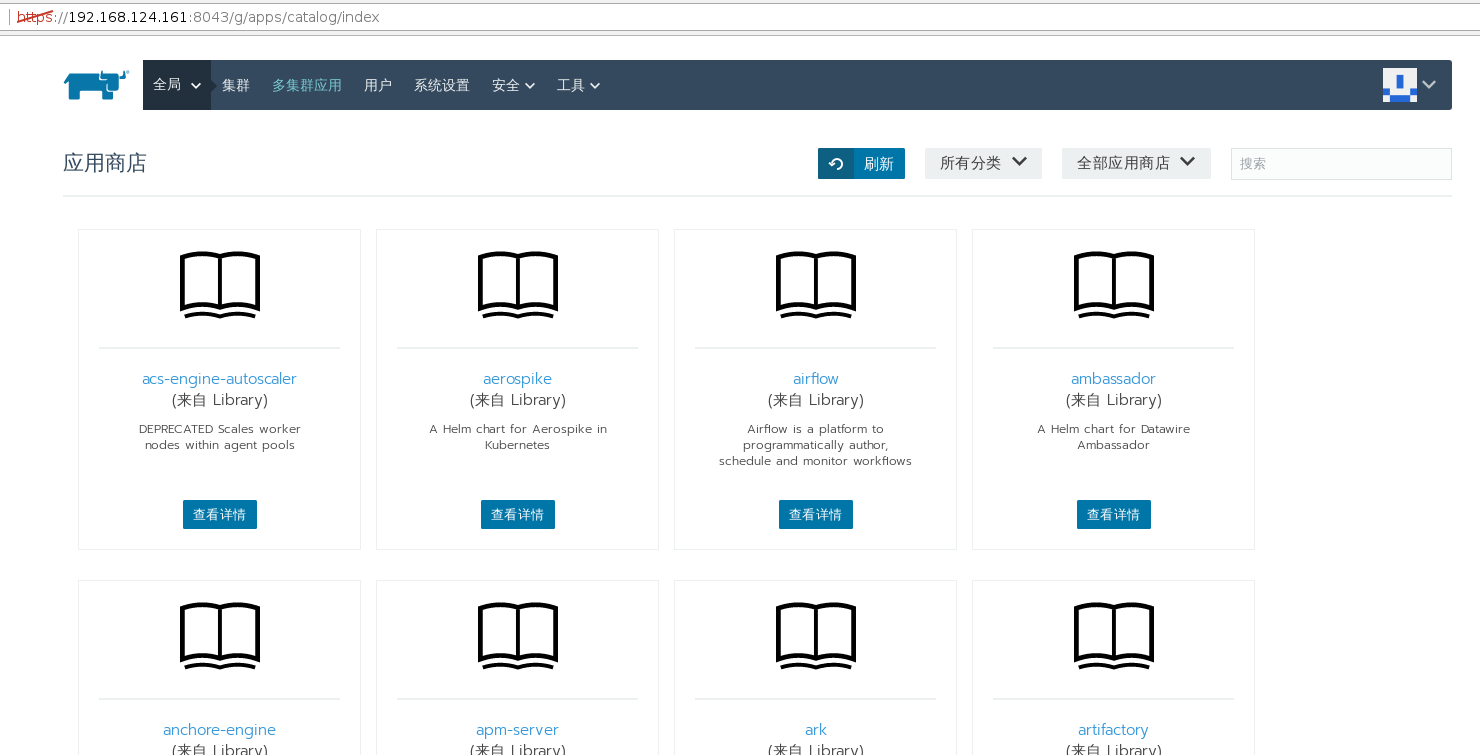 https://192.168.124.161:8043/g/apps/catalog/index
全局 集群 多集群应用 用户 系统设置 安全 工具
应用商店 刷新 所有分类 全部应用商店 搜索
acs-engine-autoscaler aerospike airflow ambassador
(来自 Library) (来自 Library) (来自 Library) (来自 Library)
DEPRECATED Scales worker A Helm chart for Aerospike in Airflow is a platform to A Helm chart for Datawire
nodes within agent pools Kubernetes programmatically author, Ambassador
schedule and monitor workflows
查看详情 查看详情 查看详情 查看详情
anchore-engine apm-server ark artifactory
(来自 Library) (来自 Library) (来自 Library) (来自 Library)